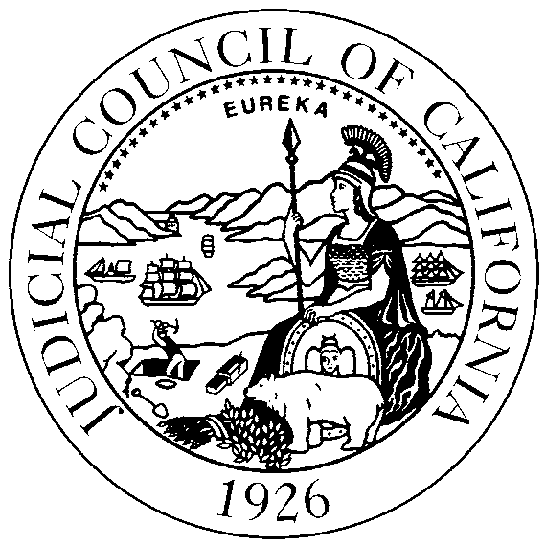 JUDICIAL COUNCIL OF CALIFORNIA
EUREKA
1926